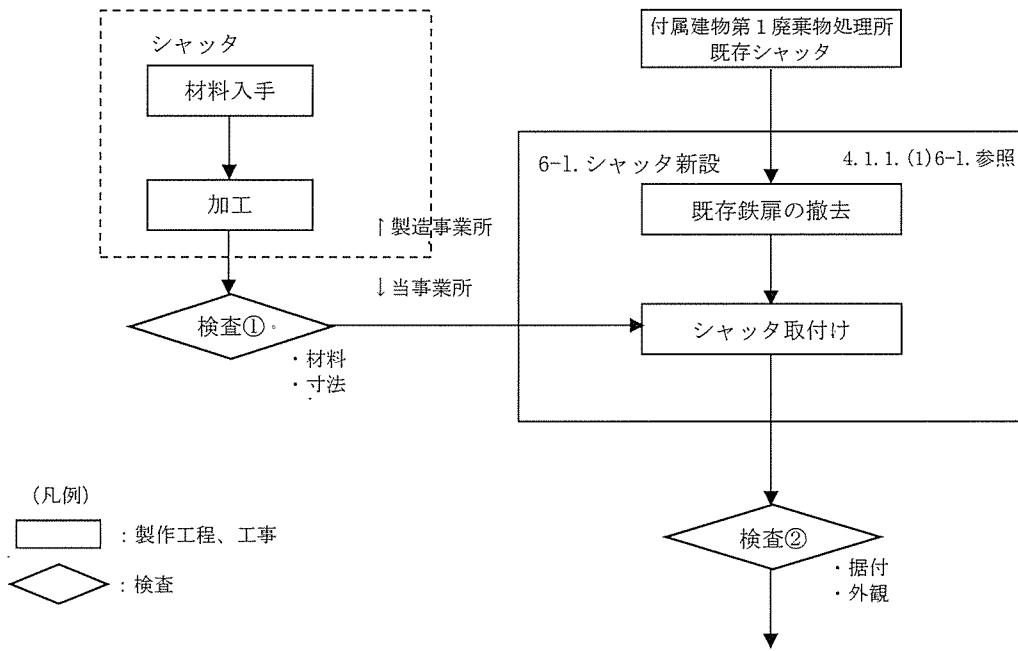 シャッタ
材料入手
加工
↑製造事業所
↓当事業所
検査①
・材料
・寸法
付属建物第1廃棄物処理所
既存シャッタ
6-1. シャッタ新設
4.1.1.(1)6-1.参照
既存鉄扉の撤去
シャッタ取付け
検査②
・据付
・外観
(凡例)
：製作工程、工事
：検査